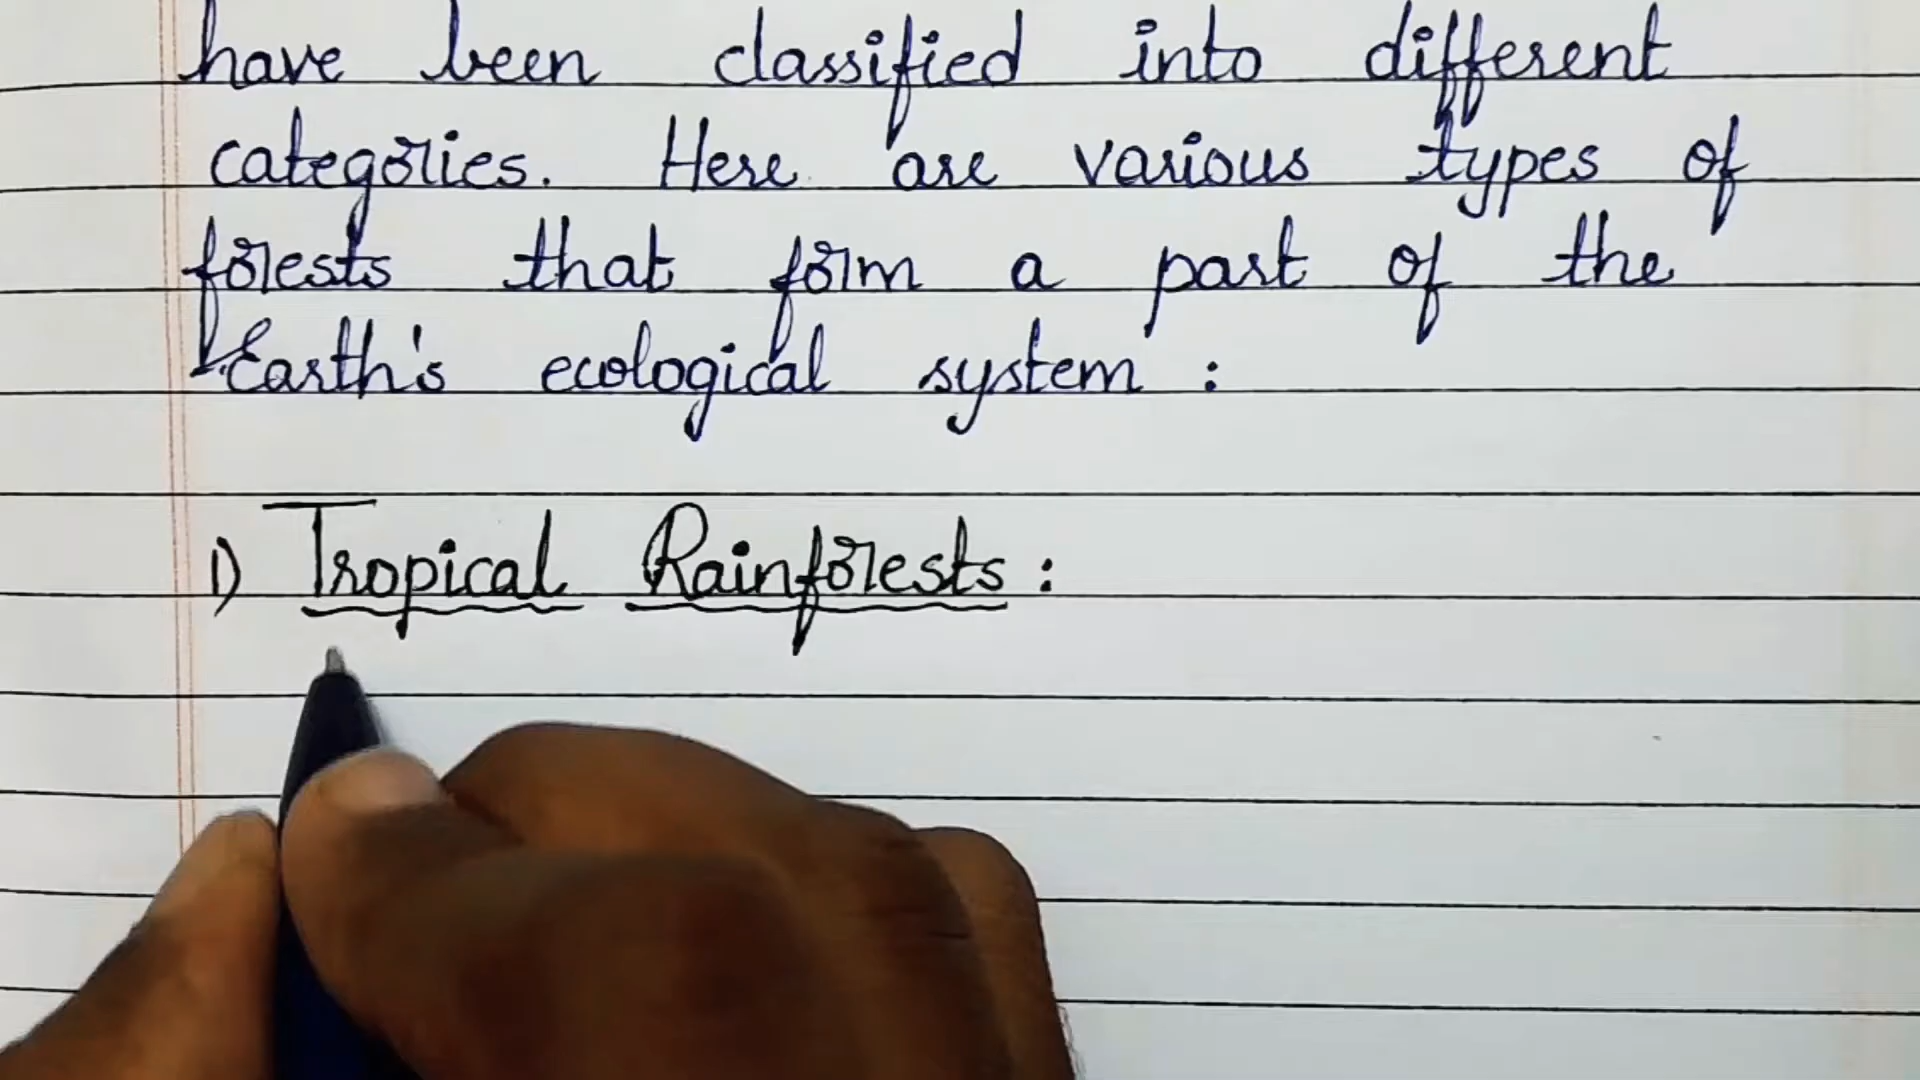 have been classified into different
categories. Here are various types of
forests that form a part of the
Earth's ecological system :
1) Tropical Rainforests :